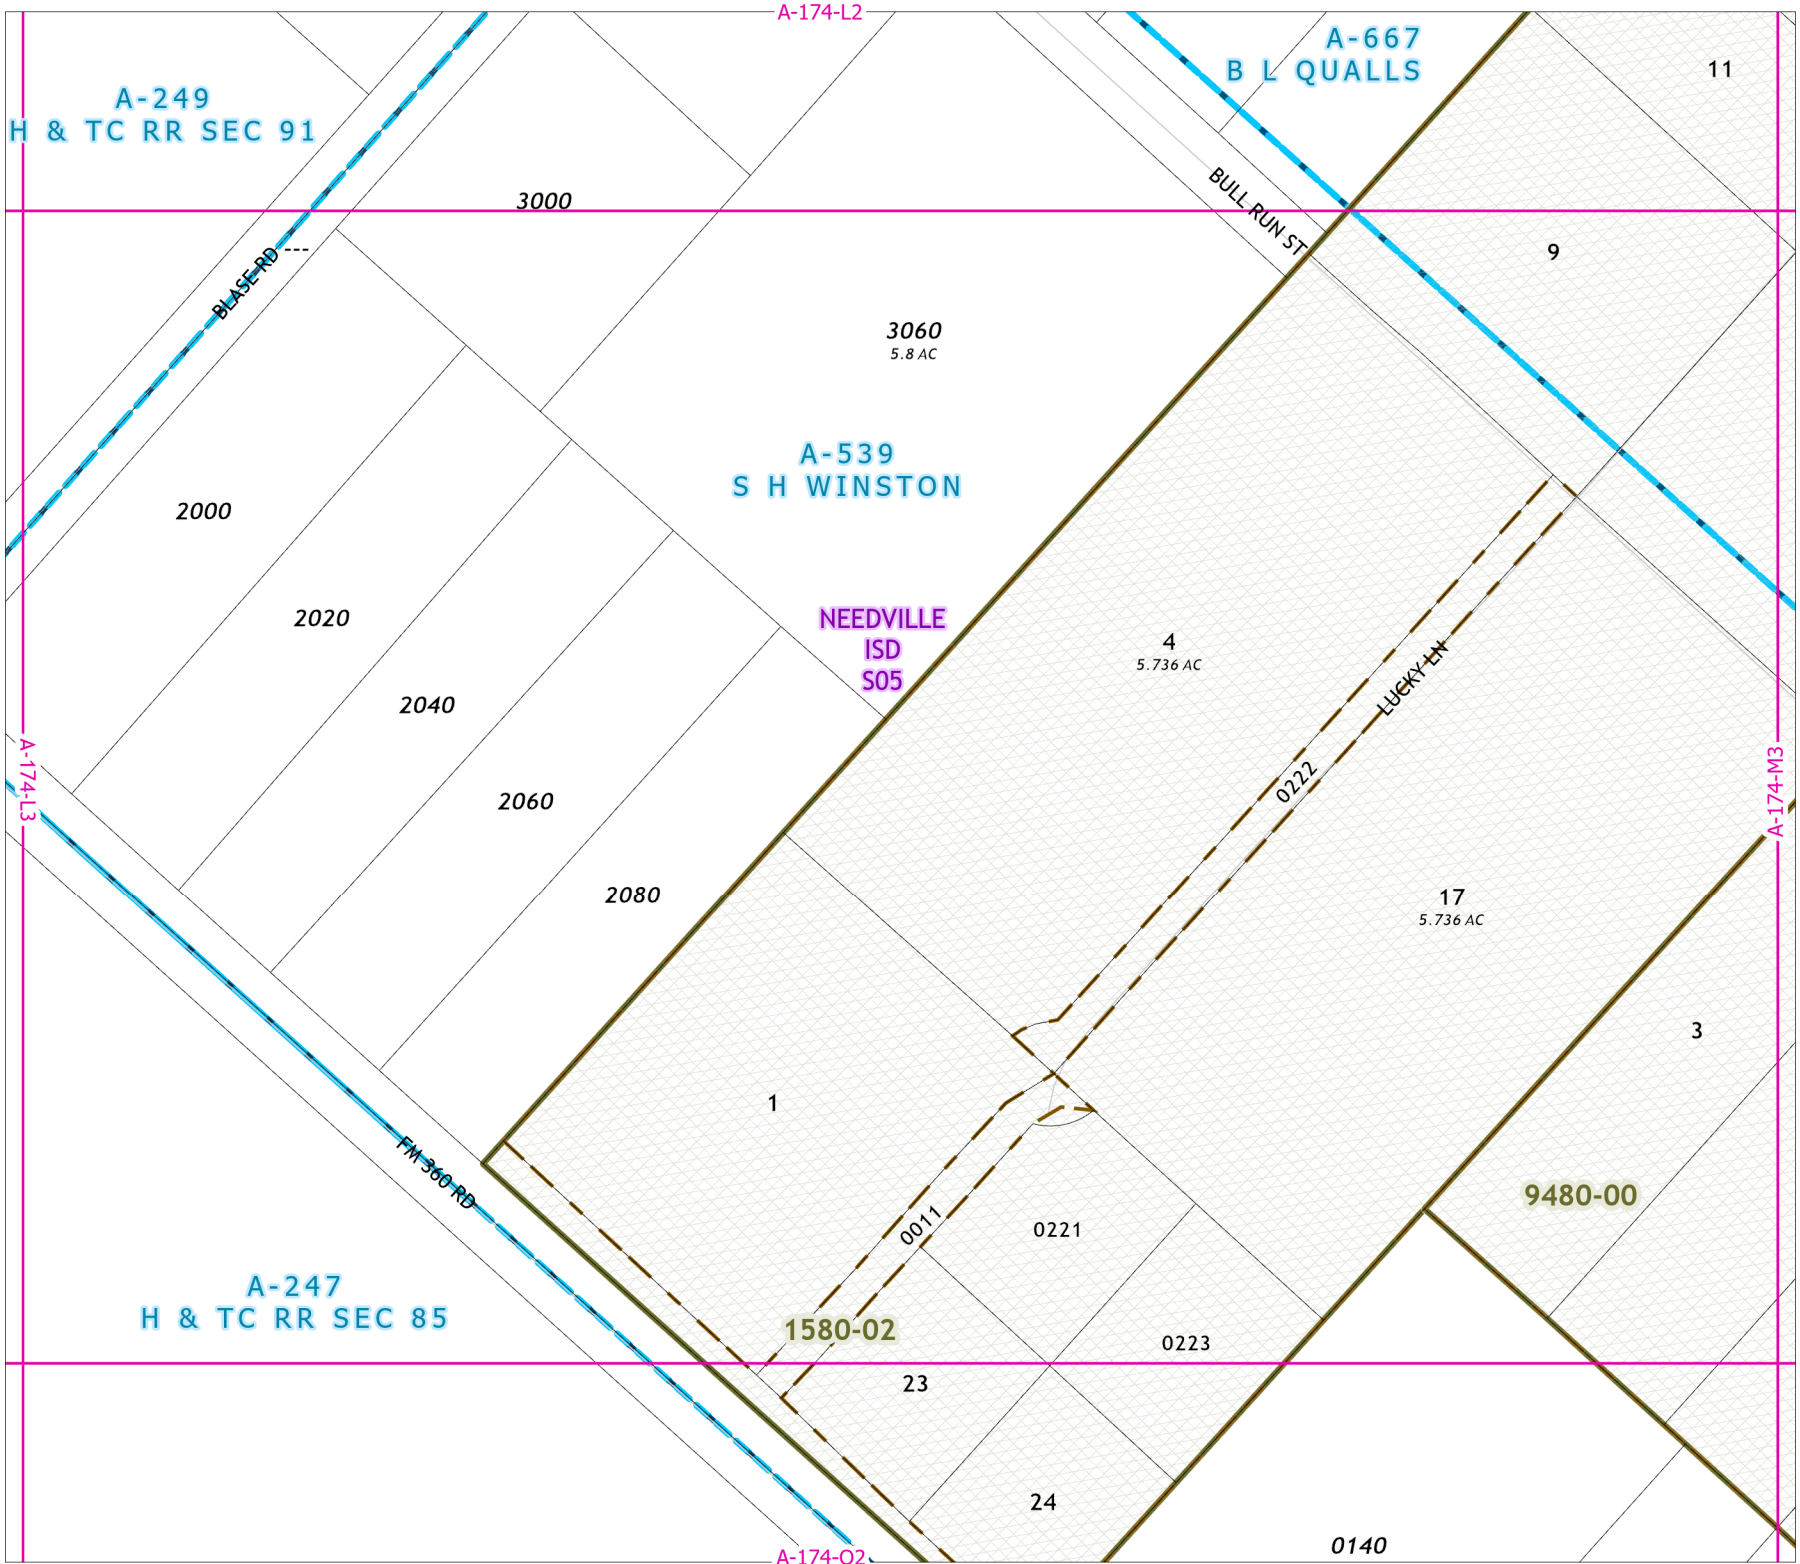 A-174-L2
A-667
B L QUALLS
11
A-249
H & TC RR SEC 91
3000
BULL RUN ST
9
BLASE RD
3060
5.8 AC
A-539
S H WINSTON
2000
2020
NEEDVILLE
ISD
S05
4
5.736 AC
LUCKY LN
2040
0222
A-174-L3
A-174-M3
2060
2080
17
5.736 AC
3
1
FM 360 RD
9480-00
0011
0221
A-247
H & TC RR SEC 85
1580-02
0223
23
24
0140
A-174-O2